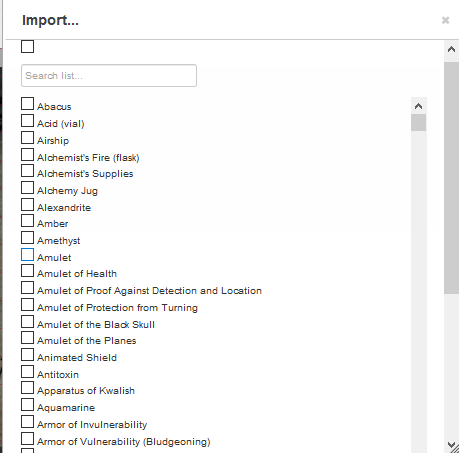 Import...
×
Search list...
Abacus
Acid (vial)
Airship
Alchemist's Fire (flask)
Alchemist's Supplies
Alchemy Jug
Alexandrite
Amber
Amethyst
Amulet
Amulet of Health
Amulet of Proof Against Detection and Location
Amulet of Protection from Turning
Amulet of the Black Skull
Amulet of the Planes
Animated Shield
Antitoxin
Apparatus of Kwalish
Aquamarine
Armor of Invulnerability
Armor of Vulnerability (Bludgeoning)